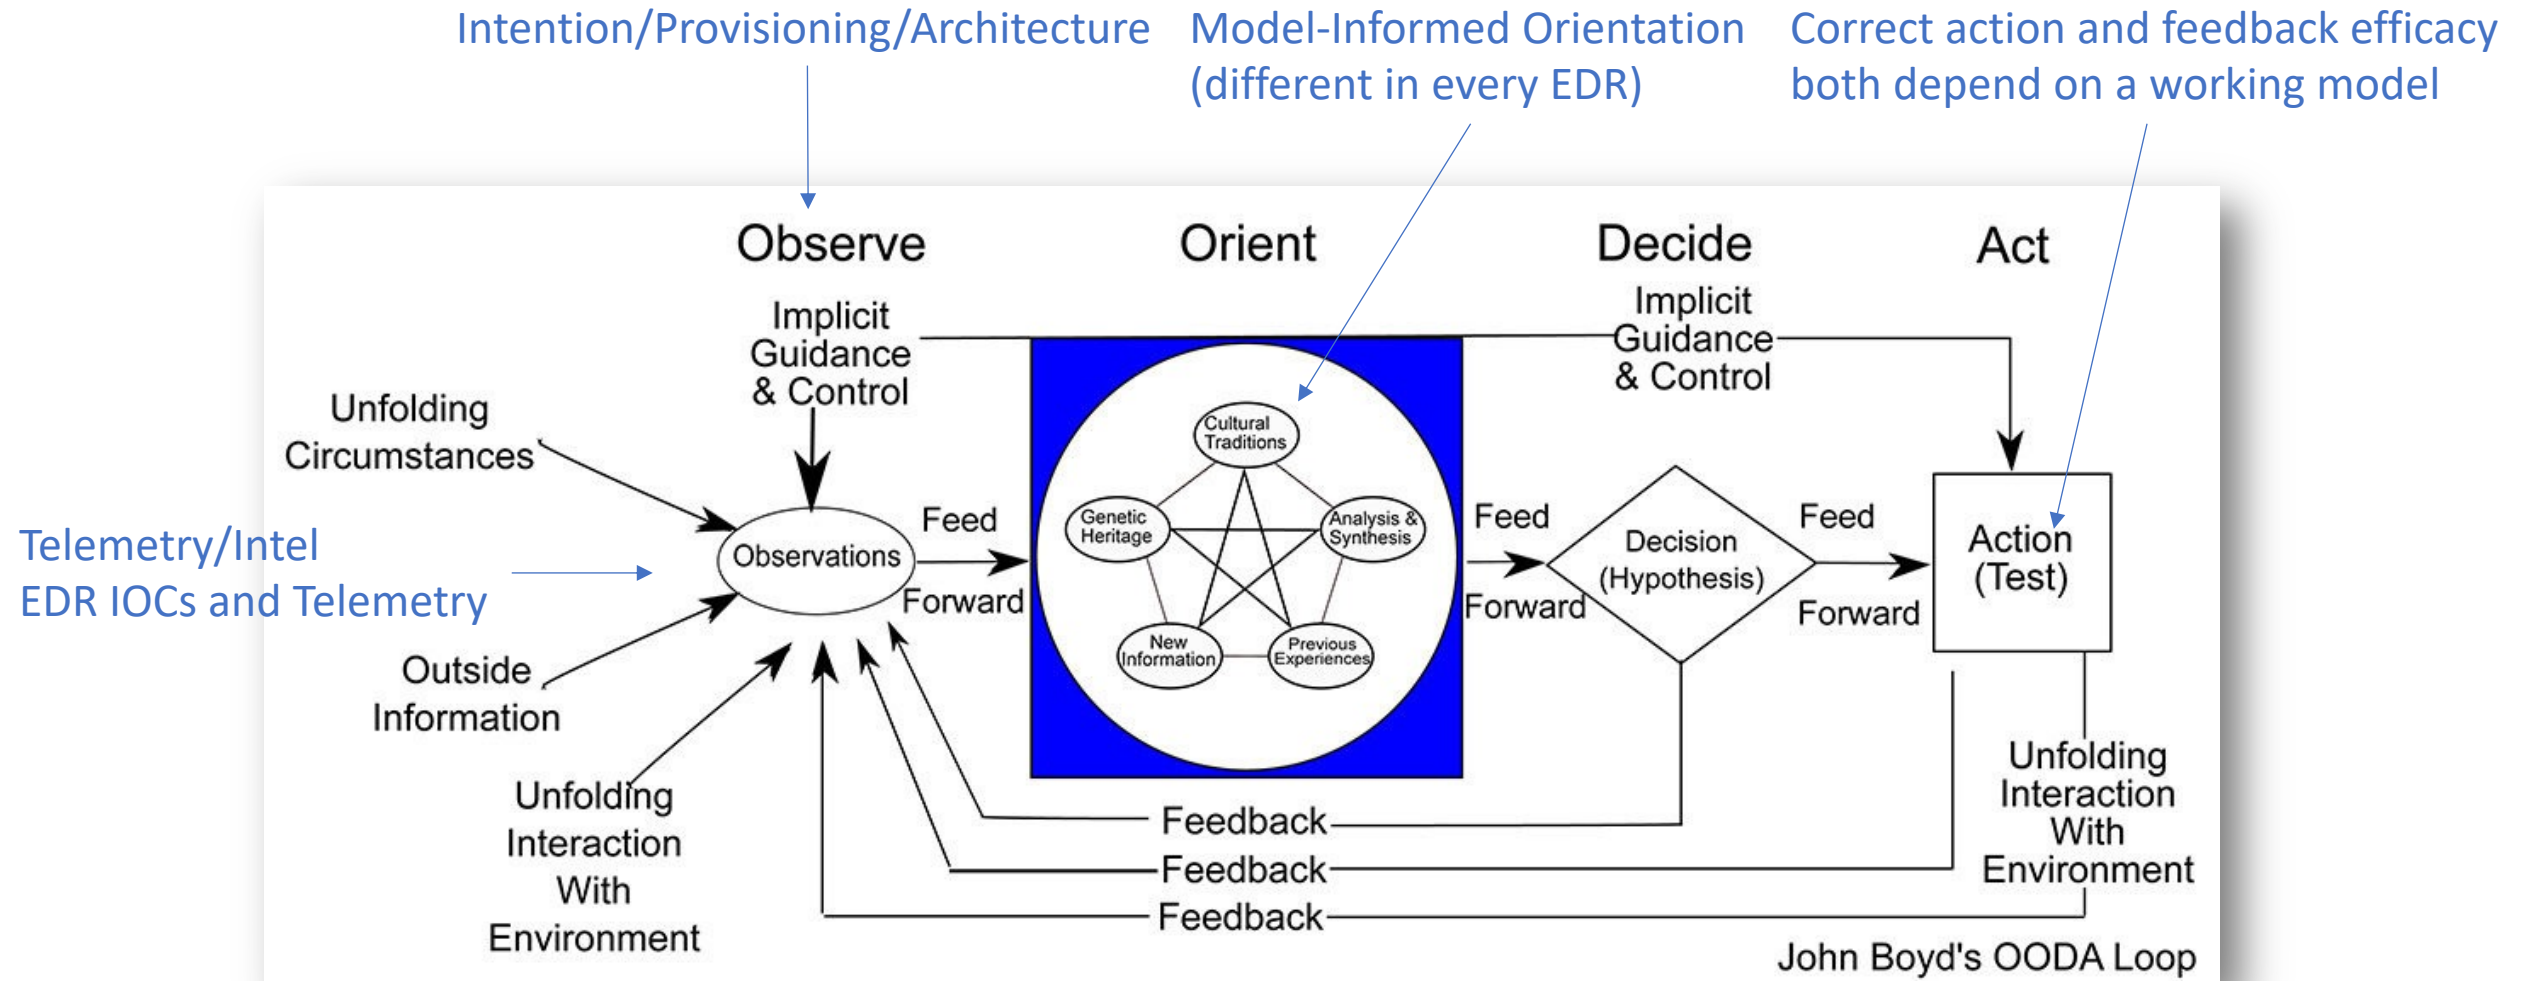 Intention/Provisioning/Architecture
Model-Informed Orientation
(different in every EDR)
Correct action and feedback efficacy
both depend on a working model
Observe
Orient
Decide
Act
Implicit
Guidance
& Control
Implicit
Guidance
& Control
Unfolding
Circumstances
Telemetry/Intel
EDR IOCs and Telemetry
Outside
Information
Unfolding
Interaction
With
Environment
Observations
Feed
Forward
Cultural
Traditions
Genetic
Heritage
Analysis &
Synthesis
New
Information
Previous
Experiences
Feed
Forward
Decision
(Hypothesis)
Feed
Forward
Action
(Test)
Unfolding
Interaction
With
Environment
Feedback
Feedback
Feedback
John Boyd's OODA Loop